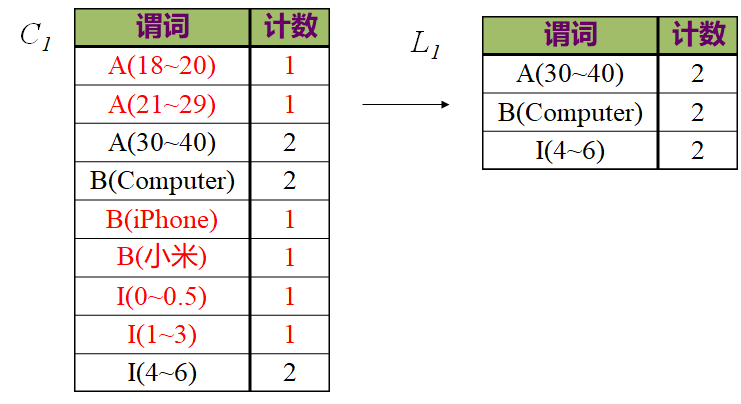 C1
谓词 计数
A(18~20) 1
A(21~29) 1
A(30~40) 2
B(Computer) 2
B(iPhone) 1
B(小米) 1
I(0~0.5) 1
I(1~3) 1
I(4~6) 2
L1
谓词 计数
A(30~40) 2
B(Computer) 2
I(4~6) 2